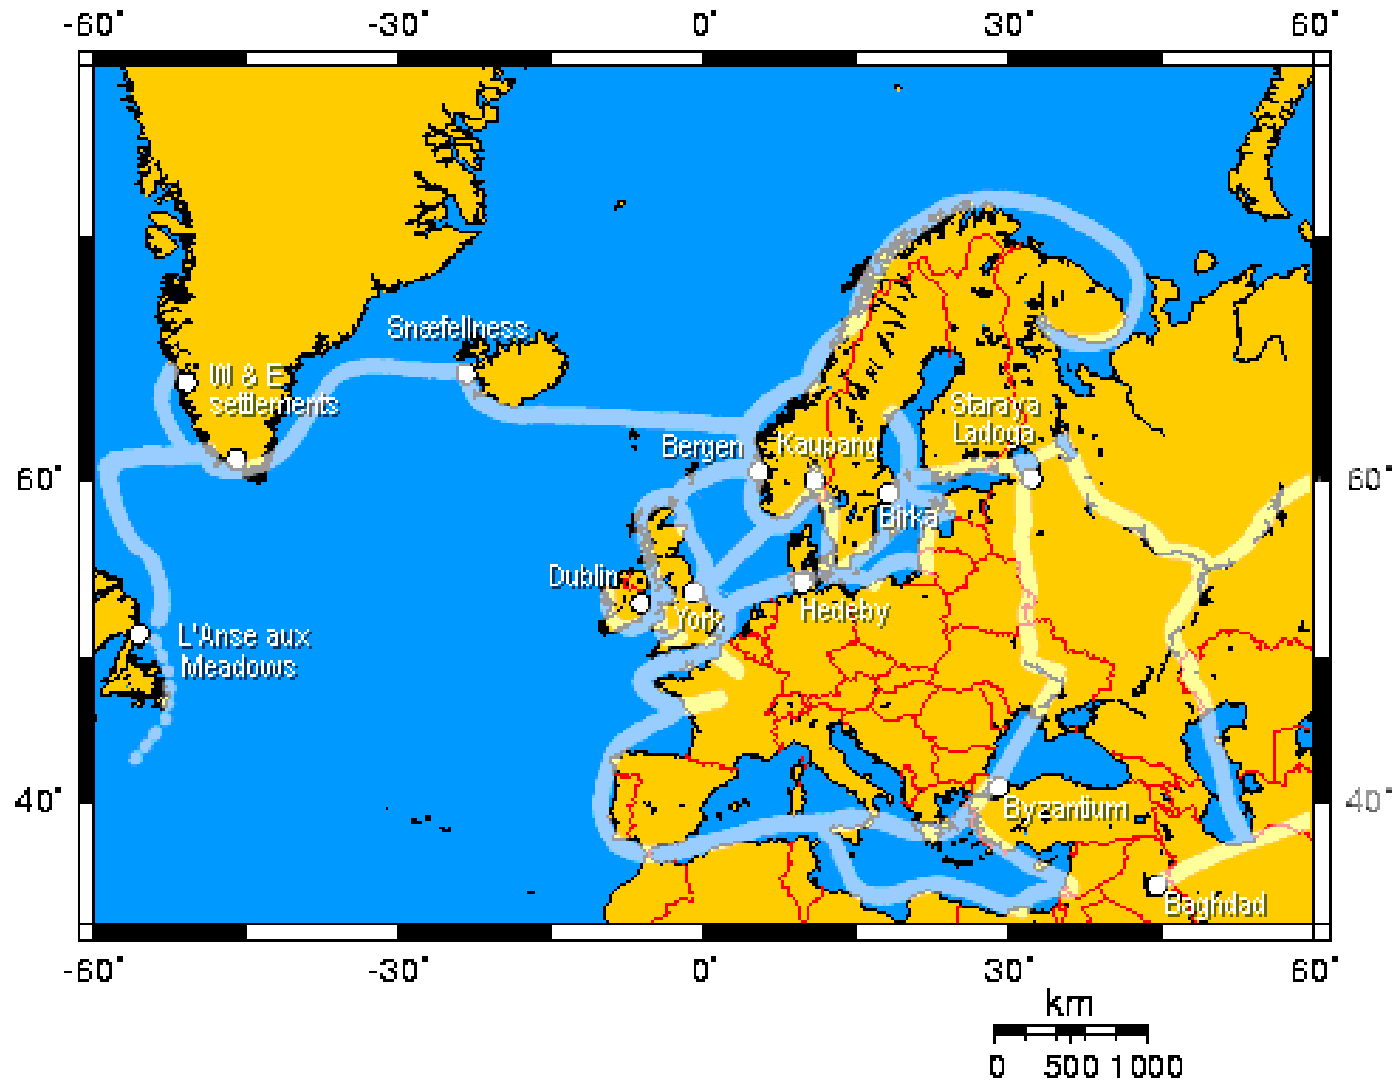 -60° -30° 0° 30° 60°
Snæfellness
W & E
settlements
Bergen
Kaupang
Staraya
Ladoga
60° 60°
Birka
Dublin
York
Hedeby
L'Anse aux
Meadows
40° 40°
Byzantium
Baghdad
-60° -30° 0° 30° 60°
km
0 500 1000